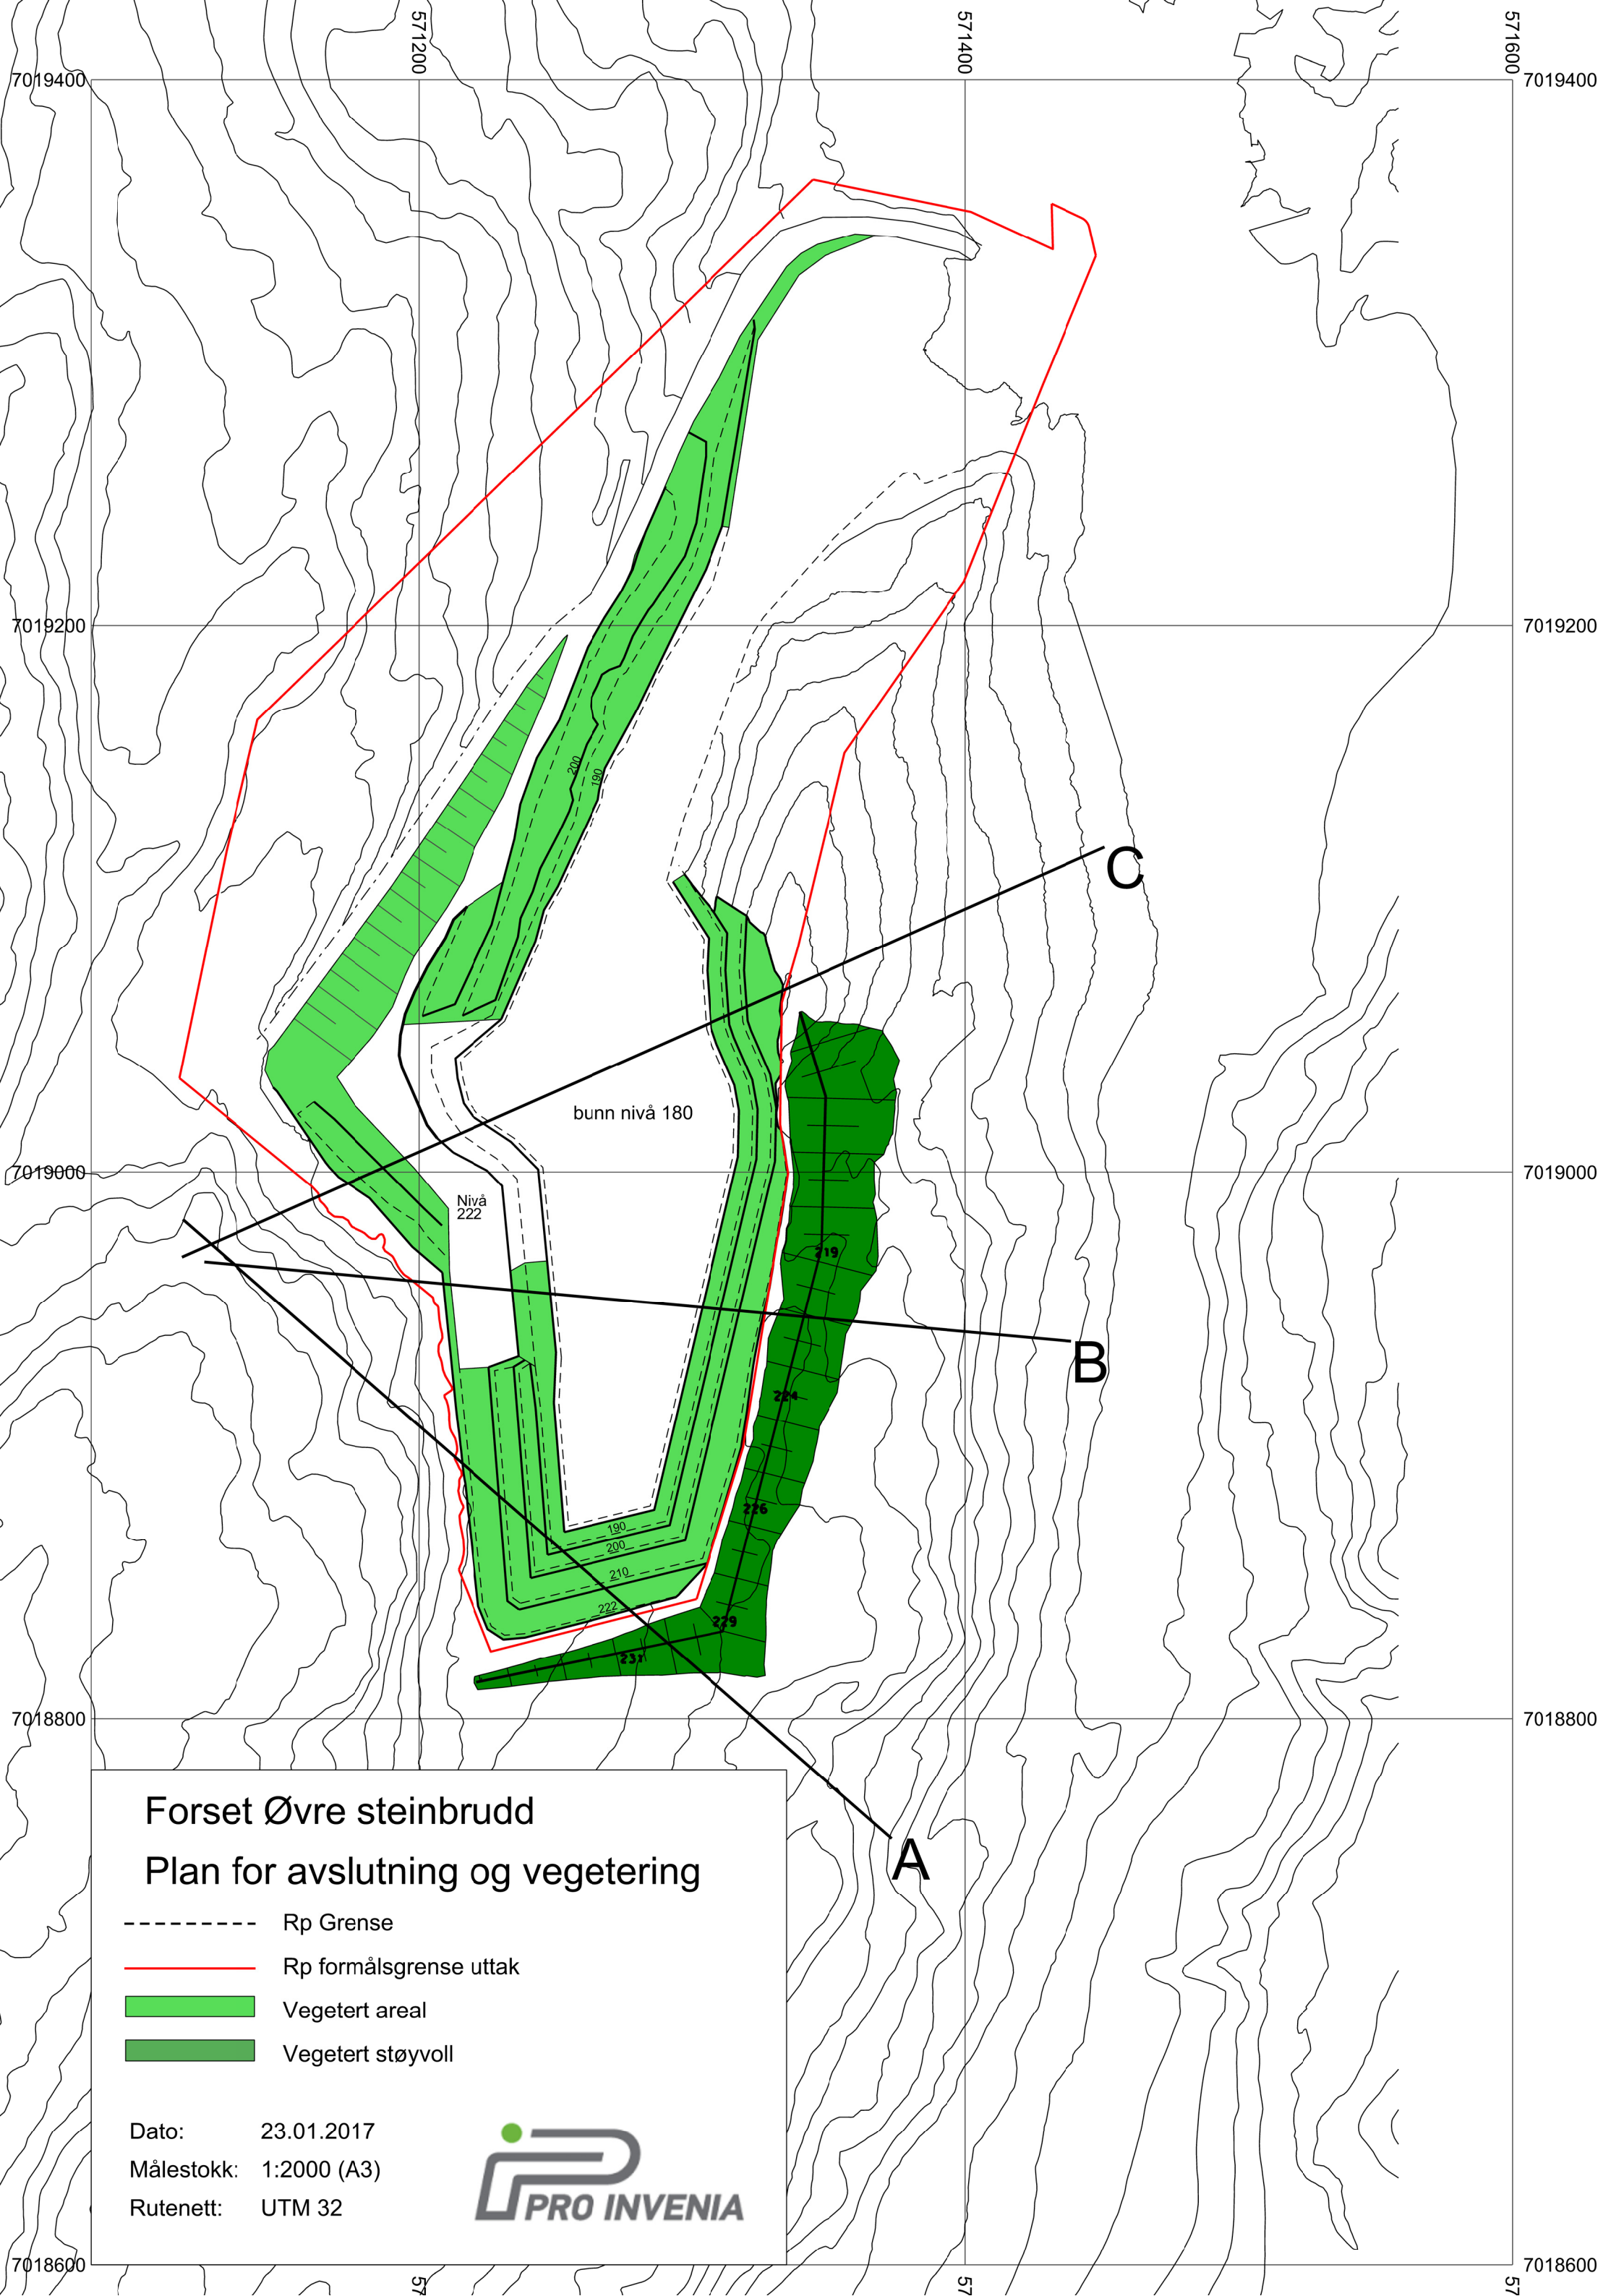 571200
571400
571600
7019400
7019400
7019200
7019200
200
190
C
bunn nivå 180
7019000
7019000
Nivå
222
219
B
224
226
190
200
210
222
229
231
7018800
7018800
A
Forset Øvre steinbrudd
Plan for avslutning og vegetering
Rp Grense
Rp formålsgrense uttak
Vegetert areal
Vegetert støyvoll
Dato: 23.01.2017
Målestokk: 1:2000 (A3)
Rutenett: UTM 32
PRO INVENIA
7018600
7018600
57
57
57